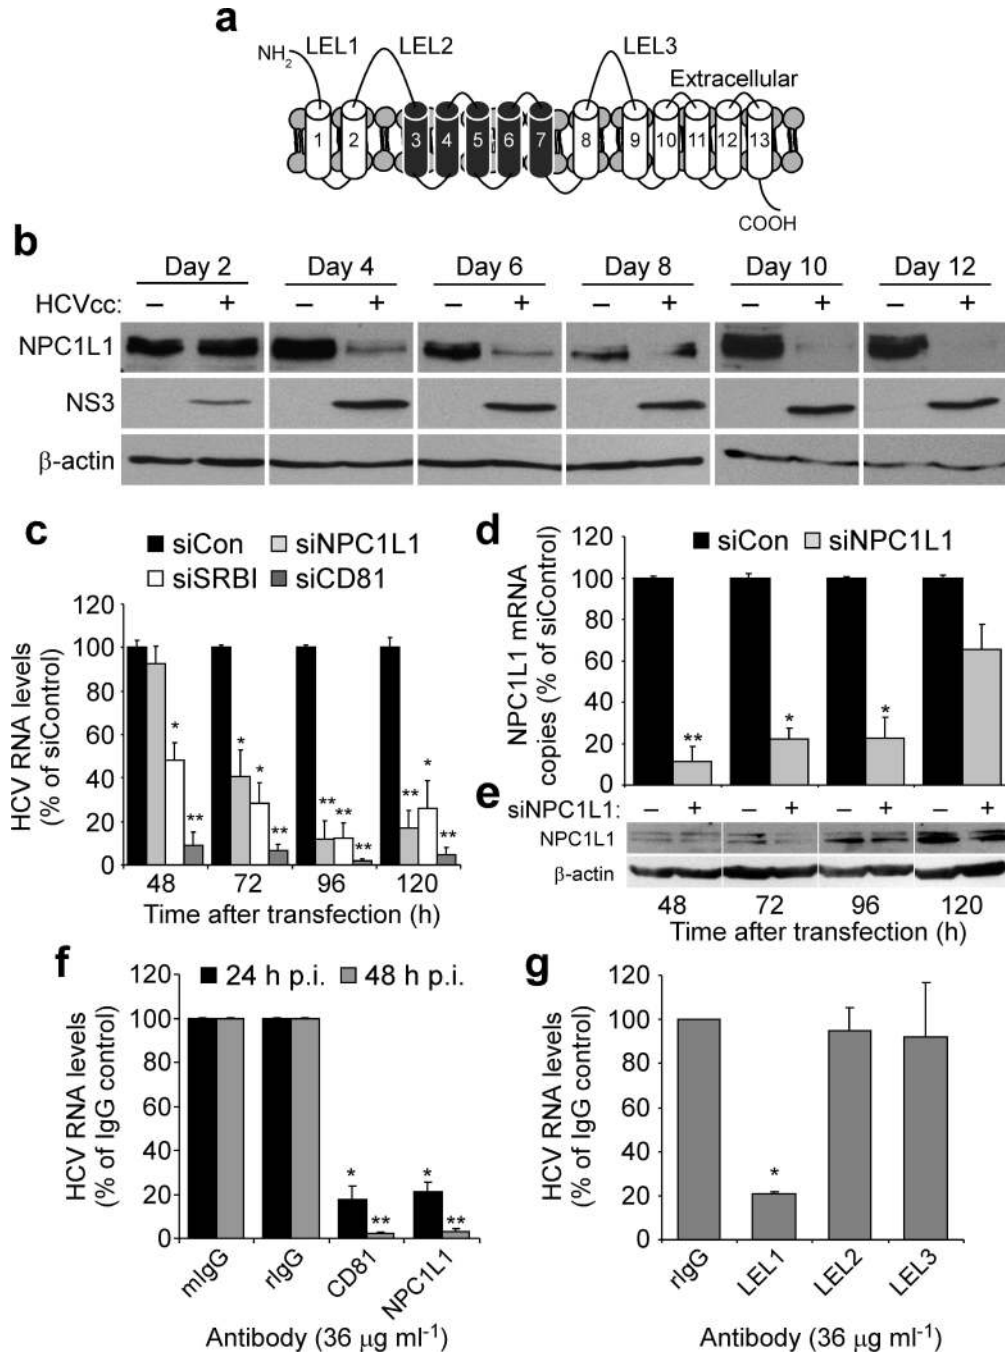 a
NH2 LEL1 LEL2 LEL3
Extracellular
1 2 3 4 5 6 7 8 9 10 11 12 13
COOH
b
Day 2 Day 4 Day 6 Day 8 Day 10 Day 12
HCVcc: – + – + – + – + – + – +
NPC1L1
NS3
β-actin
c
siCon siNPC1L1
siSRBI siCD81
HCV RNA levels
(% of siControl)
120
100
80
60
40
20
0
* ** * * ** ** ** ** ** * **
48 72 96 120
Time after transfection (h)
d
siCon siNPC1L1
NPC1L1 mRNA
copies (% of siControl)
120
100
80
60
40
20
0
** * *
e
siNPC1L1: – + – + – + – +
NPC1L1
β-actin
48 72 96 120
Time after transfection (h)
f
24 h p.i. 48 h p.i.
HCV RNA levels
(% of IgG control)
120
100
80
60
40
20
0
* ** * **
mIgG rIgG CD81 NPC1L1
Antibody (36 μg ml-1)
g
HCV RNA levels
(% of IgG control)
120
100
80
60
40
20
0
*
rIgG LEL1 LEL2 LEL3
Antibody (36 μg ml-1)